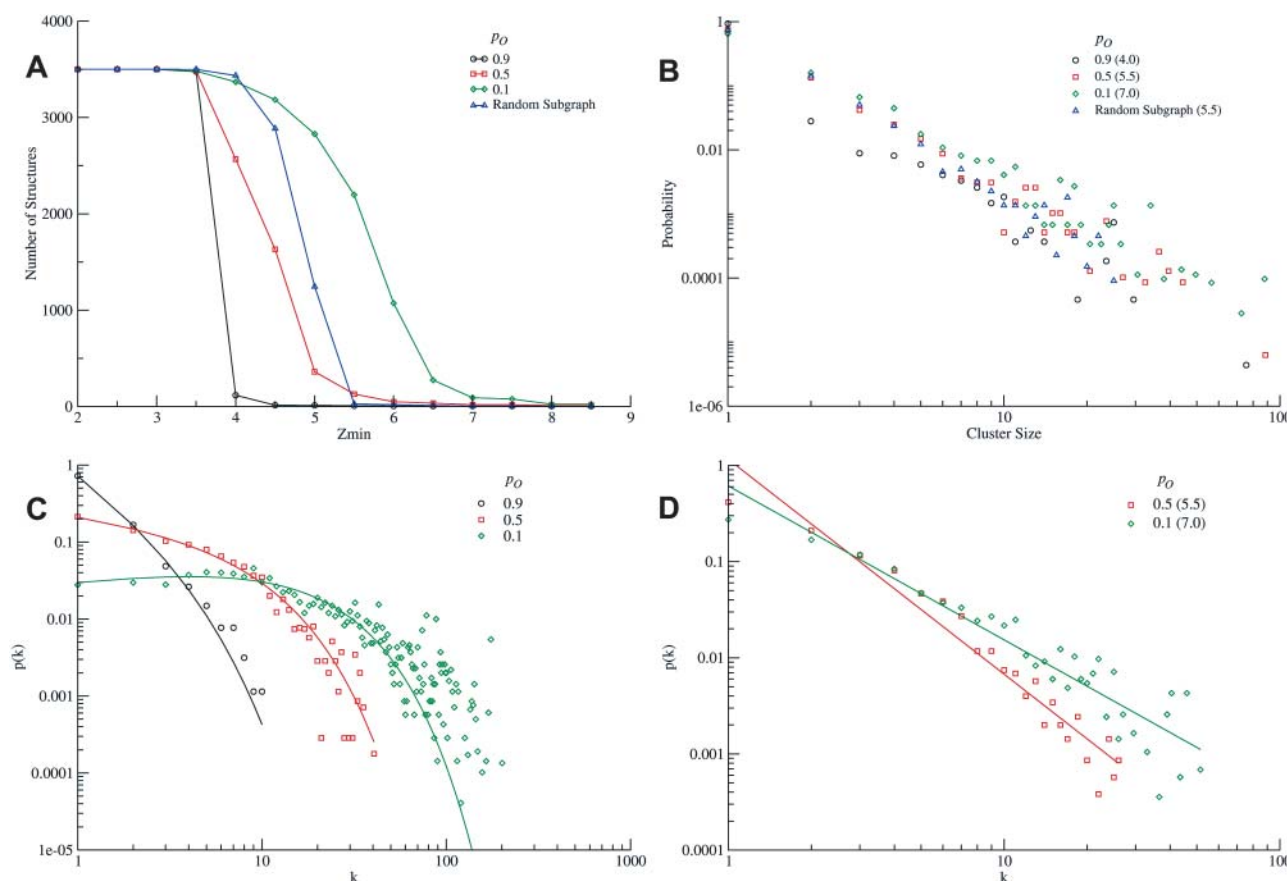 A
4000
3000
2000
1000
0
Number of Structures
2
3
4
5
6
7
8
9
Zmin
pO
0.9
0.5
0.1
Random Subgraph
B
1
0.01
0.0001
1e-06
Probability
1
10
100
Cluster Size
pO
0.9 (4.0)
0.5 (5.5)
0.1 (7.0)
Random Subgraph (5.5)
C
1
0.1
0.01
0.001
0.0001
1e-05
p(k)
1
10
100
1000
k
pO
0.9
0.5
0.1
D
1
0.1
0.01
0.001
0.0001
p(k)
1
10
100
k
pO
0.5 (5.5)
0.1 (7.0)